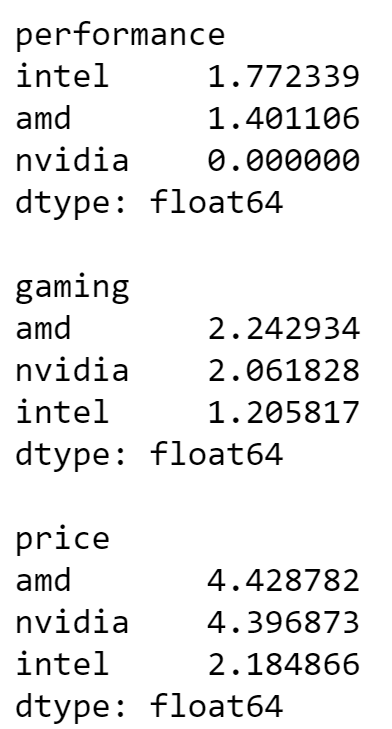 performance
intel 1.772339
amd 1.401106
nvidia 0.000000
dtype: float64
gaming
amd 2.242934
nvidia 2.061828
intel 1.205817
dtype: float64
price
amd 4.428782
nvidia 4.396873
intel 2.184866
dtype: float64